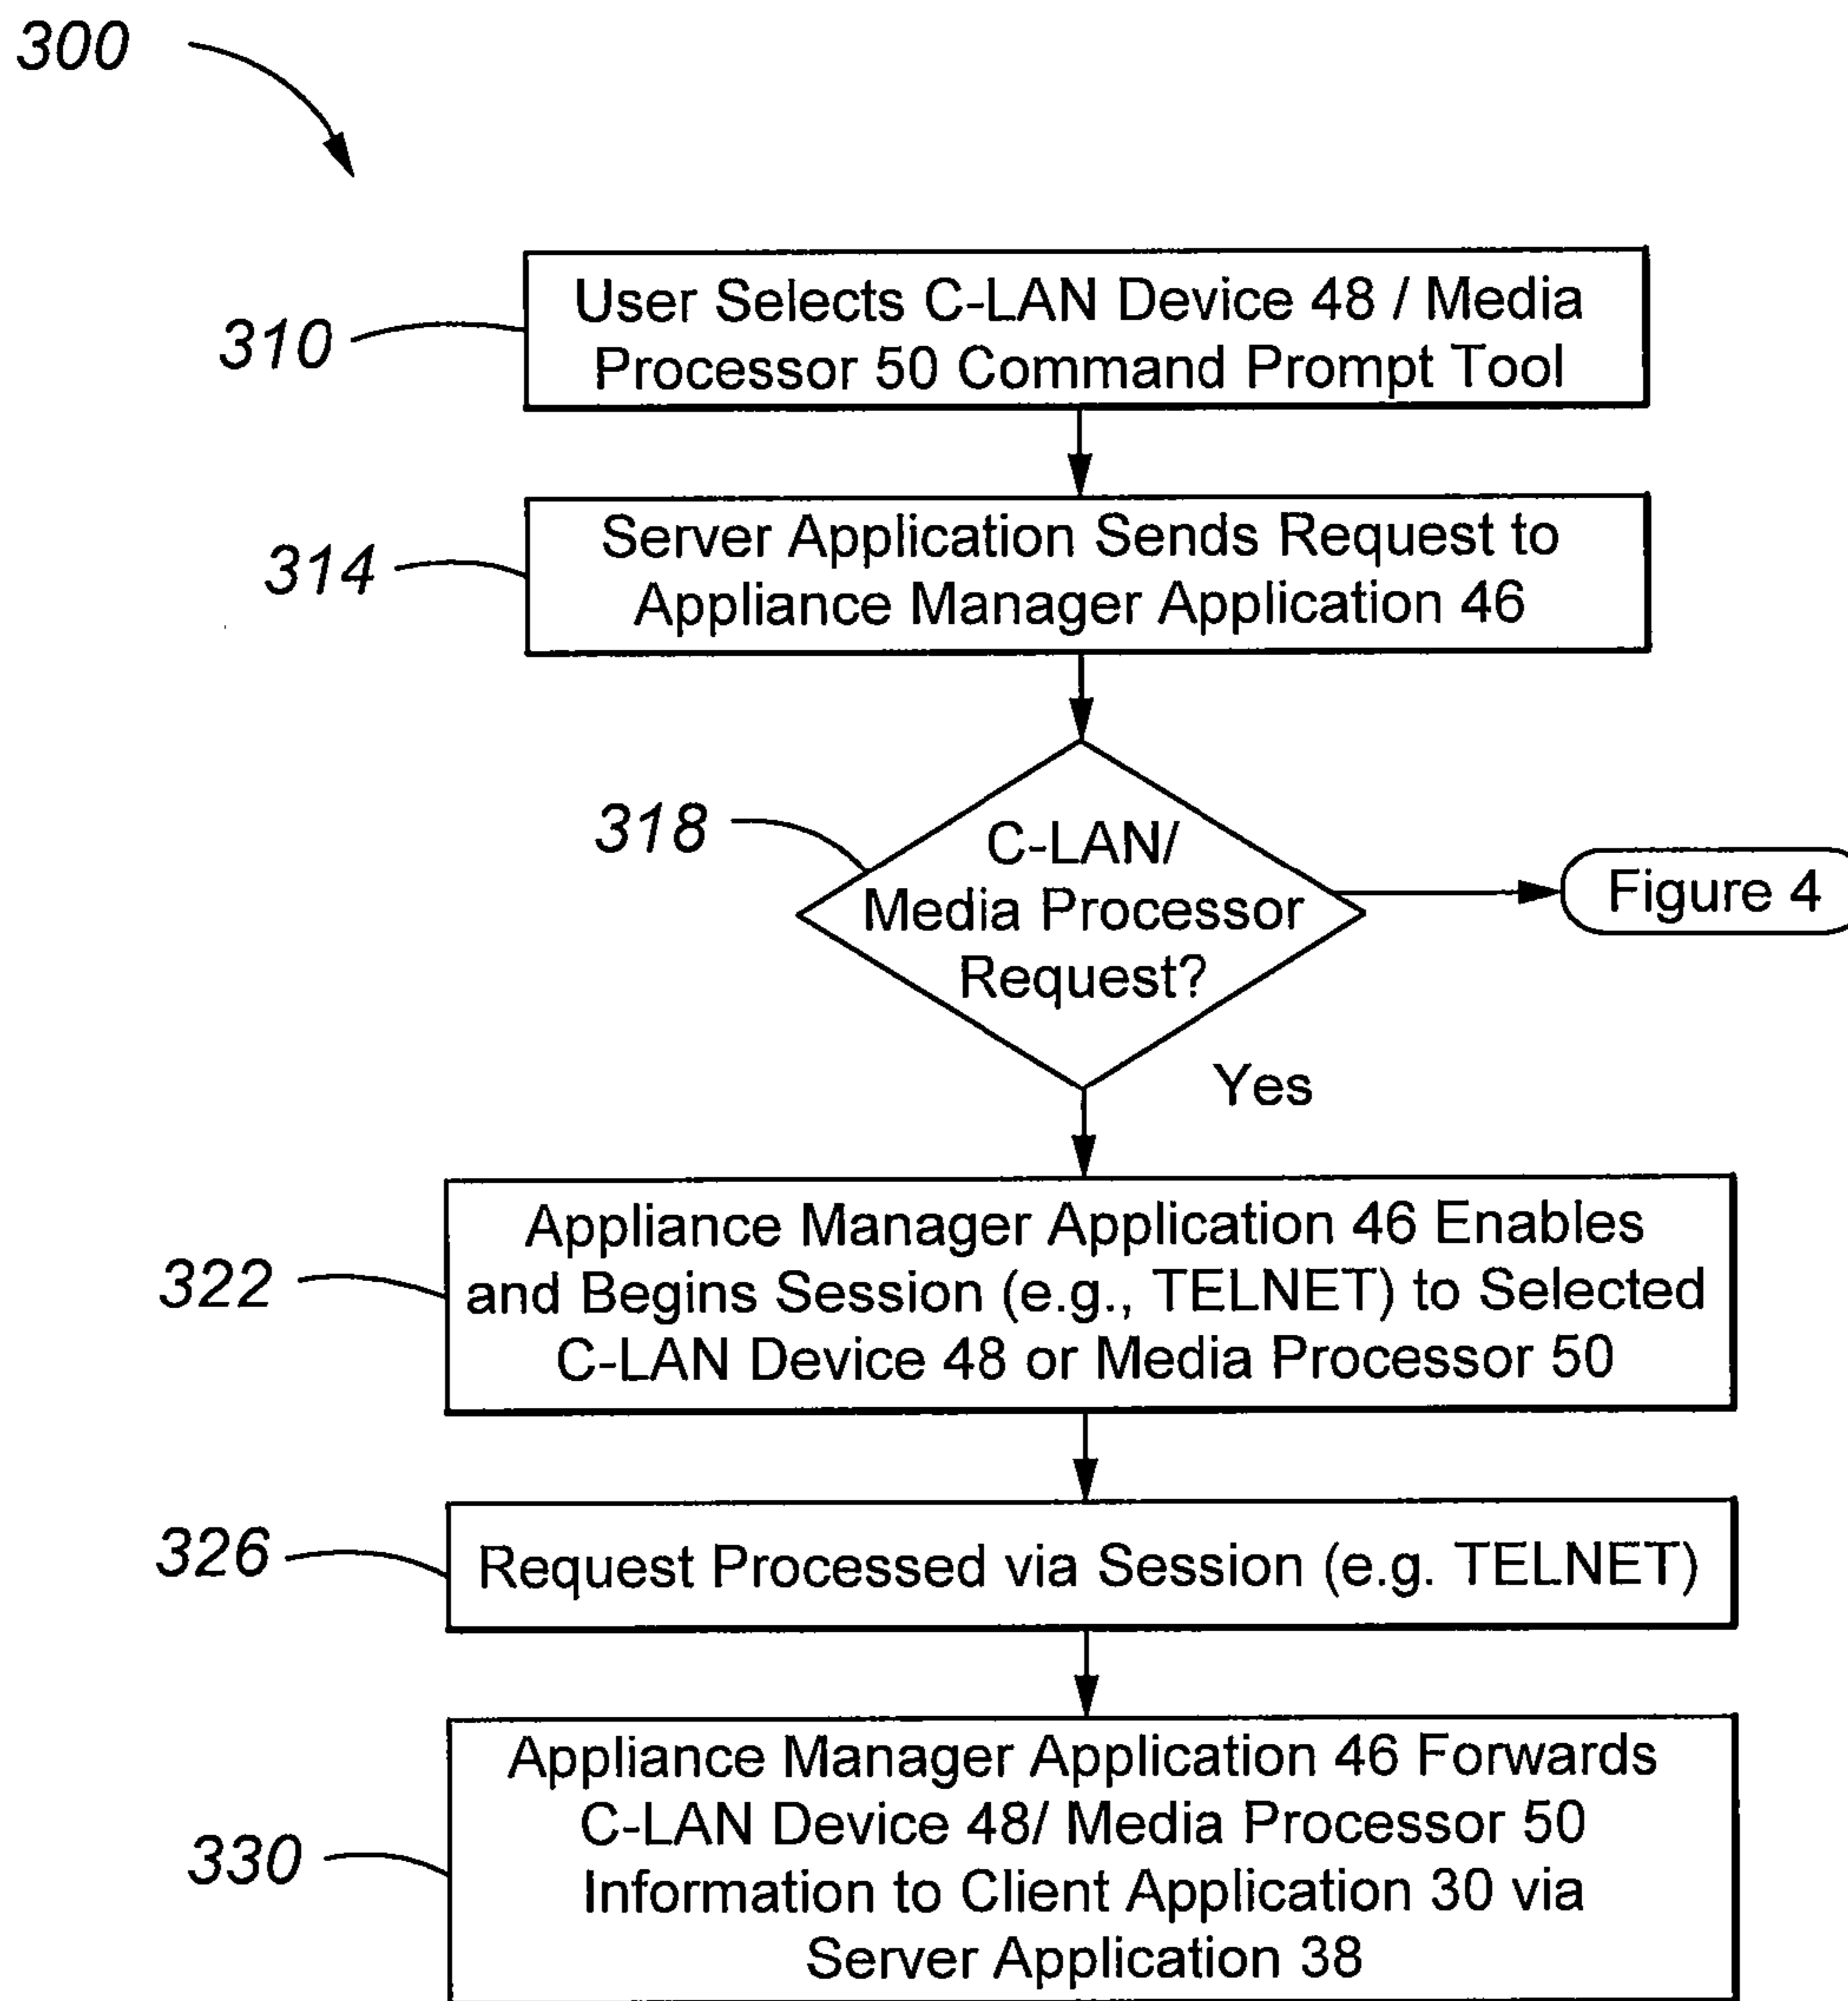 300
310
User Selects C-LAN Device 48 / Media
Processor 50 Command Prompt Tool
314
Server Application Sends Request to
Appliance Manager Application 46
318
C-LAN/
Media Processor
Request?
Figure 4
Yes
322
Appliance Manager Application 46 Enables
and Begins Session (e.g., TELNET) to Selected
C-LAN Device 48 or Media Processor 50
326
Request Processed via Session (e.g. TELNET)
330
Appliance Manager Application 46 Forwards
C-LAN Device 48/ Media Processor 50
Information to Client Application 30 via
Server Application 38